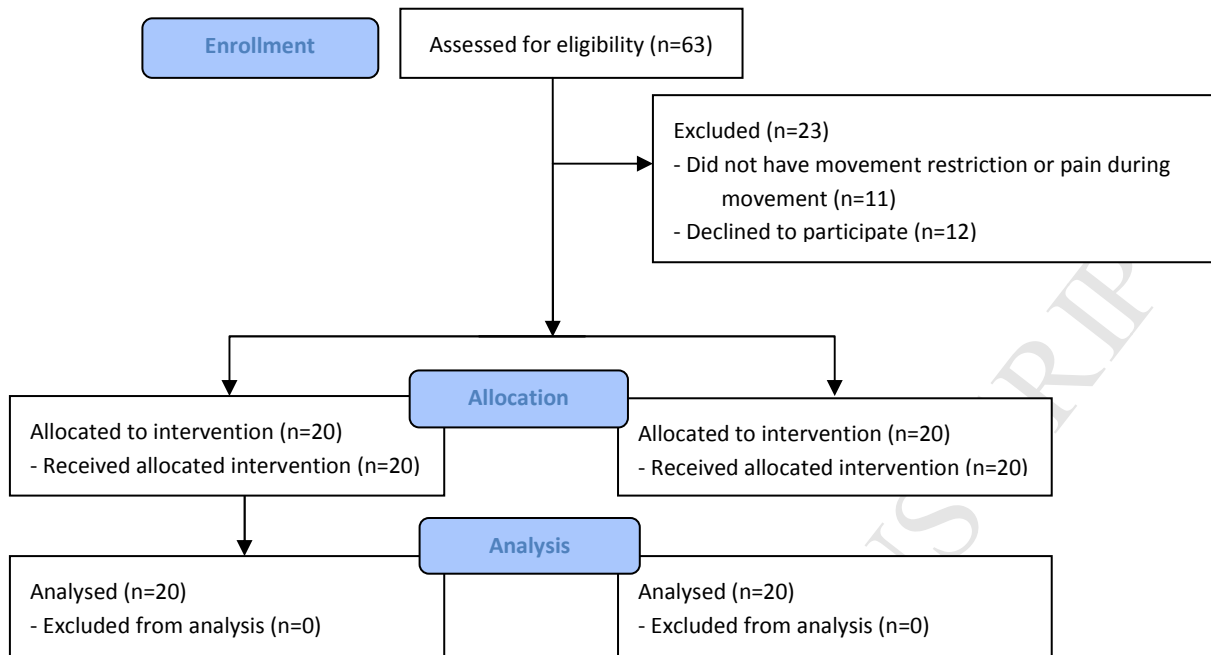 Enrollment
Assessed for eligibility (n=63)
Excluded (n=23)
- Did not have movement restriction or pain during
movement (n=11)
- Declined to participate (n=12)
Allocation
Allocated to intervention (n=20)
- Received allocated intervention (n=20)
Allocated to intervention (n=20)
- Received allocated intervention (n=20)
Analysis
Analysed (n=20)
- Excluded from analysis (n=0)
Analysed (n=20)
- Excluded from analysis (n=0)